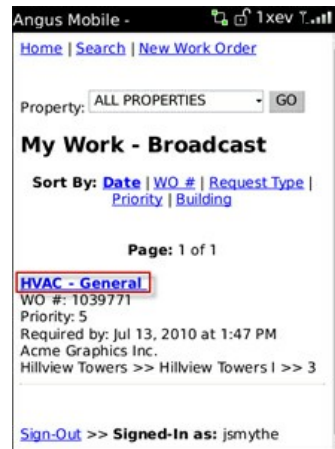 Angus Mobile - 1xev
Home | Search | New Work Order
Property: ALL PROPERTIES GO
My Work - Broadcast
Sort By: Date | WO # | Request Type |
Priority | Building
Page: 1 of 1
HVAC - General
WO #: 1039771
Priority: 5
Required by: Jul 13, 2010 at 1:47 PM
Acme Graphics Inc.
Hillview Towers >> Hillview Towers I >> 3
Sign-Out >> Signed-In as: jsmythe